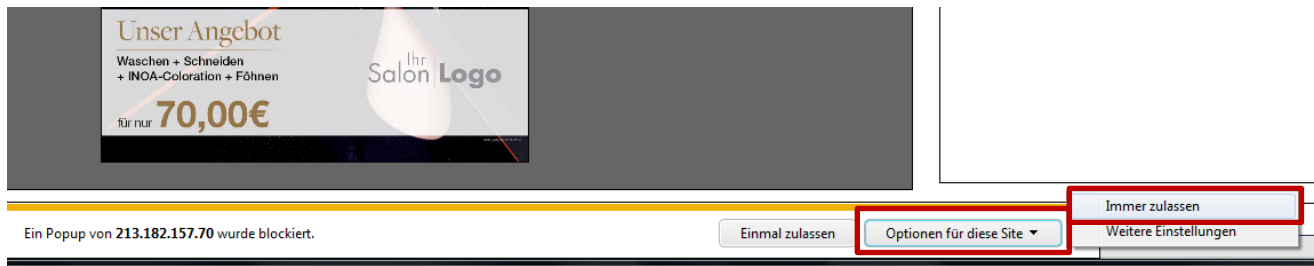 Unser Angebot
Waschen + Schneiden
+ INOA-Coloration + Föhnen
für nur 70,00€
Ihr
Salon Logo
Immer zulassen
Ein Popup von 213.182.157.70 wurde blockiert.
Einmal zulassen
Optionen für diese Site
Weitere Einstellungen